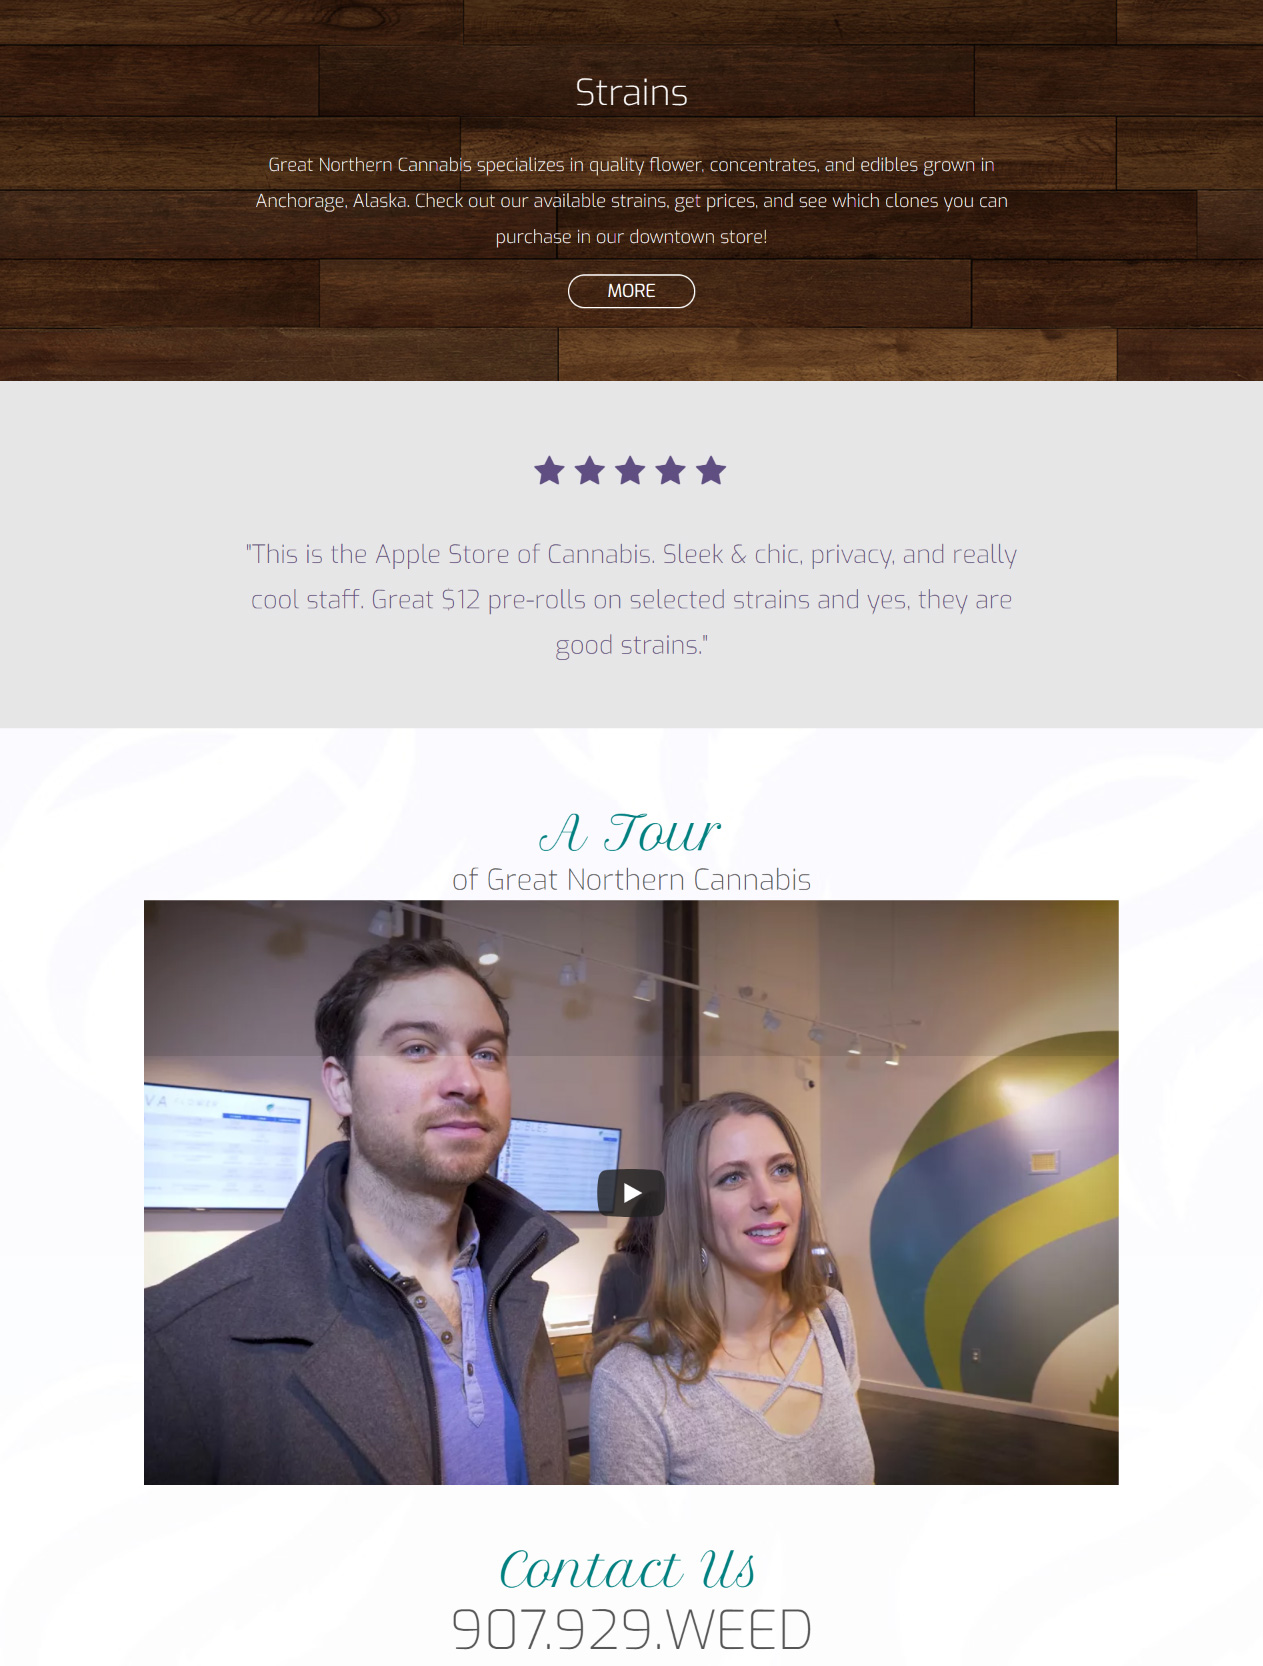 Strains
Great Northern Cannabis specializes in quality flower, concentrates, and edibles grown in
Anchorage, Alaska. Check out our available strains, get prices, and see which clones you can
purchase in our downtown store!
MORE
"This is the Apple Store of Cannabis. Sleek & chic, privacy, and really
cool staff. Great $12 pre-rolls on selected strains and yes, they are
good strains."
A Tour
of Great Northern Cannabis
Contact Us
907.929.WEED